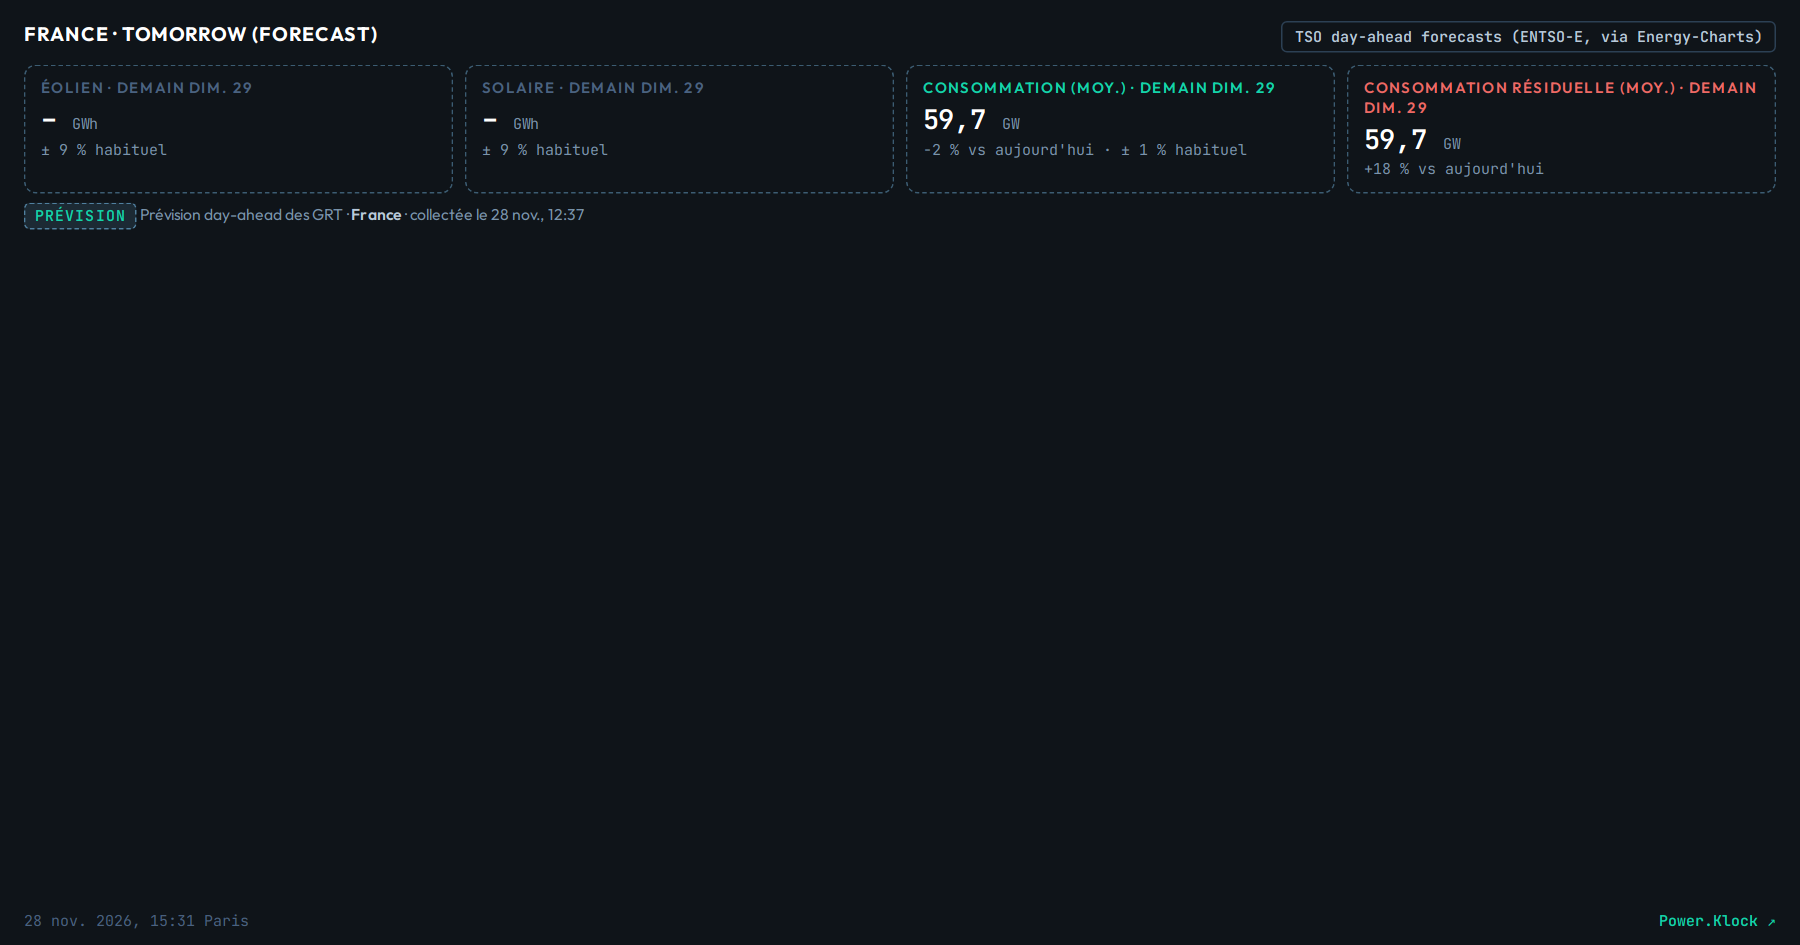 FRANCE · TOMORROW (FORECAST)
TSO day-ahead forecasts (ENTSO-E, via Energy-Charts)
ÉOLIEN · DEMAIN DIM. 29
– GWh
± 9 % habituel
SOLAIRE · DEMAIN DIM. 29
– GWh
± 9 % habituel
CONSOMMATION (MOY.) · DEMAIN DIM. 29
59,7 GW
-2 % vs aujourd'hui · ± 1 % habituel
CONSOMMATION RÉSIDUELLE (MOY.) · DEMAIN
DIM. 29
59,7 GW
+18 % vs aujourd'hui
PRÉVISION Prévision day-ahead des GRT · France · collectée le 28 nov., 12:37
28 nov. 2026, 15:31 Paris
Power.Klock ↗